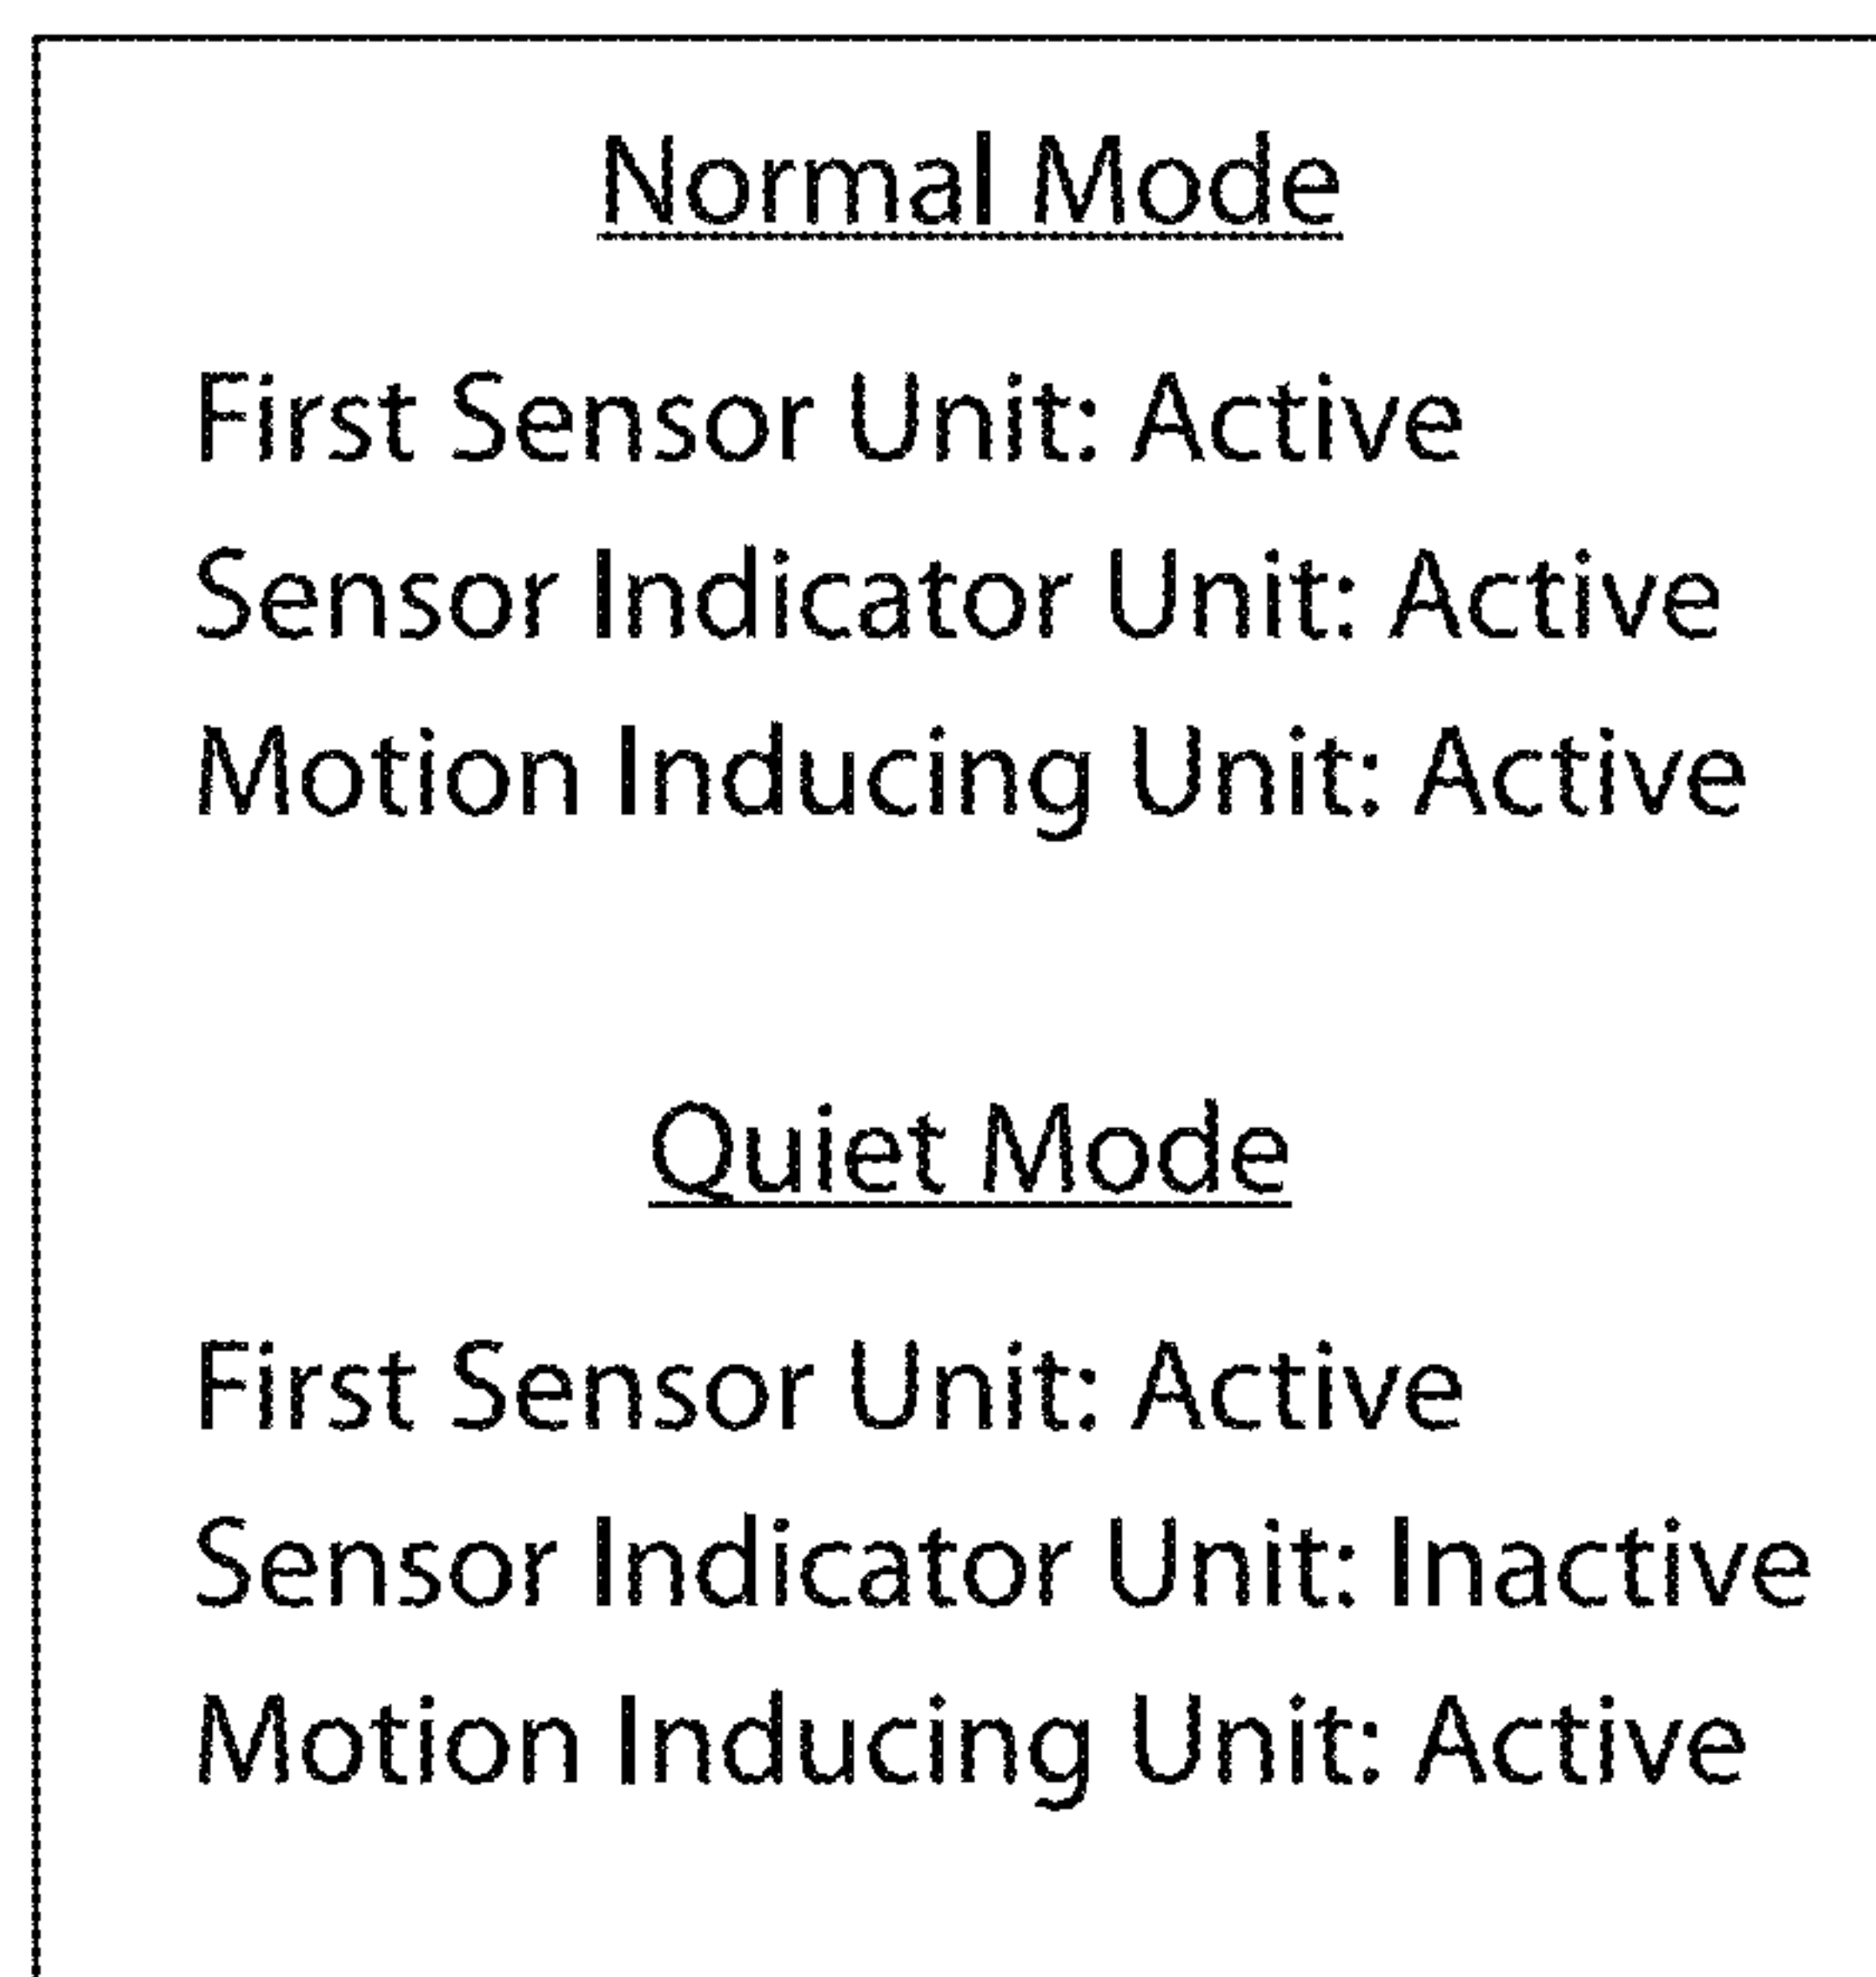 Normal Mode
First Sensor Unit: Active
Sensor Indicator Unit: Active
Motion Inducing Unit: Active
Quiet Mode
First Sensor Unit: Active
Sensor Indicator Unit: Inactive
Motion Inducing Unit: Active